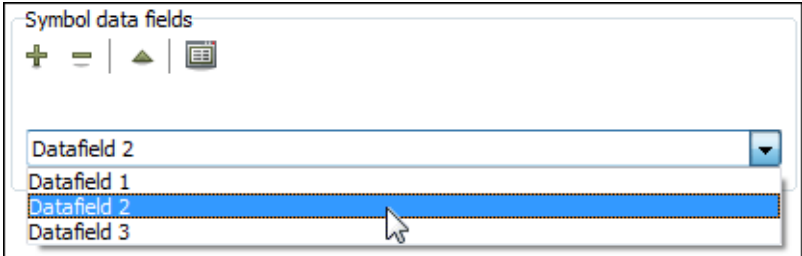 Symbol data fields
Datafield 2
Datafield 1
Datafield 2
Datafield 3